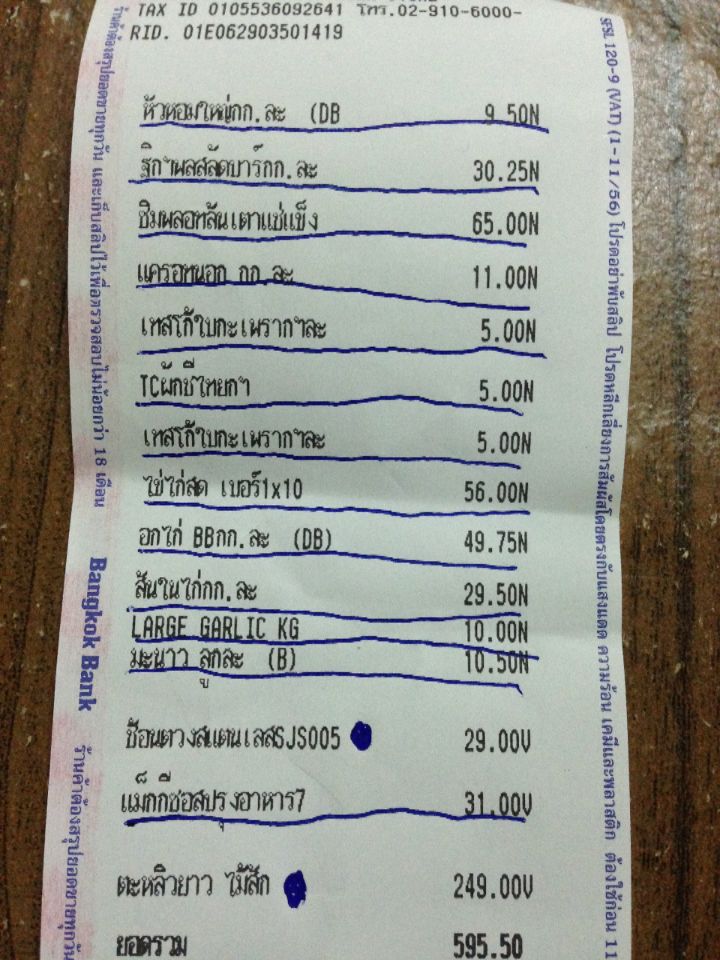 TAX ID 0105536092641 โทร.02-910-6000-
RID. 01E062903501419
หัวหอมใหญ่กก.ละ (DB 9.50N
ฐิกฯผลสลัดบาร์กก.ละ 30.25N
ซิมพลอทลันเตาแช่แข็ง 65.00N
แครอทนอก กก.ละ 11.00N
เทสโก้ใบกะเพรากฯละ 5.00N
TCผักชีไทยกฯ 5.00N
เทสโก้ใบกะเพรากฯละ 5.00N
ไข่ไก่สด เบอร์1x10 56.00N
อกไก่ BBกก.ละ (DB) 49.75N
สันในไก่กก.ละ 29.50N
LARGE GARLIC KG 10.00N
มะนาว ลูกละ (B) 10.50N
ช้อนตวงสแตนเลสSJS005 29.00V
แม็กกี้ซอสปรุงอาหาร7 31.00V
ตะหลิวยาว ไม้สัก 249.00V
ยอดรวม 595.50
ร้านค้าต้องสรุปยอดขายทุกวัน และเก็บสลิปไว้เพื่อตรวจสอบไม่น้อยกว่า 18 เดือน
Bangkok Bank
ร้านค้าต้องสรุปยอดขายทุกวัน
SFSL 120-9 (VAT) (1-11/56) โปรดอย่าพับสลิป โปรดหลีกเลี่ยงการสัมผัสโดยตรงกับแสงแดด ความร้อน เคมีและพลาสติก ต้องใช้ก่อน 11